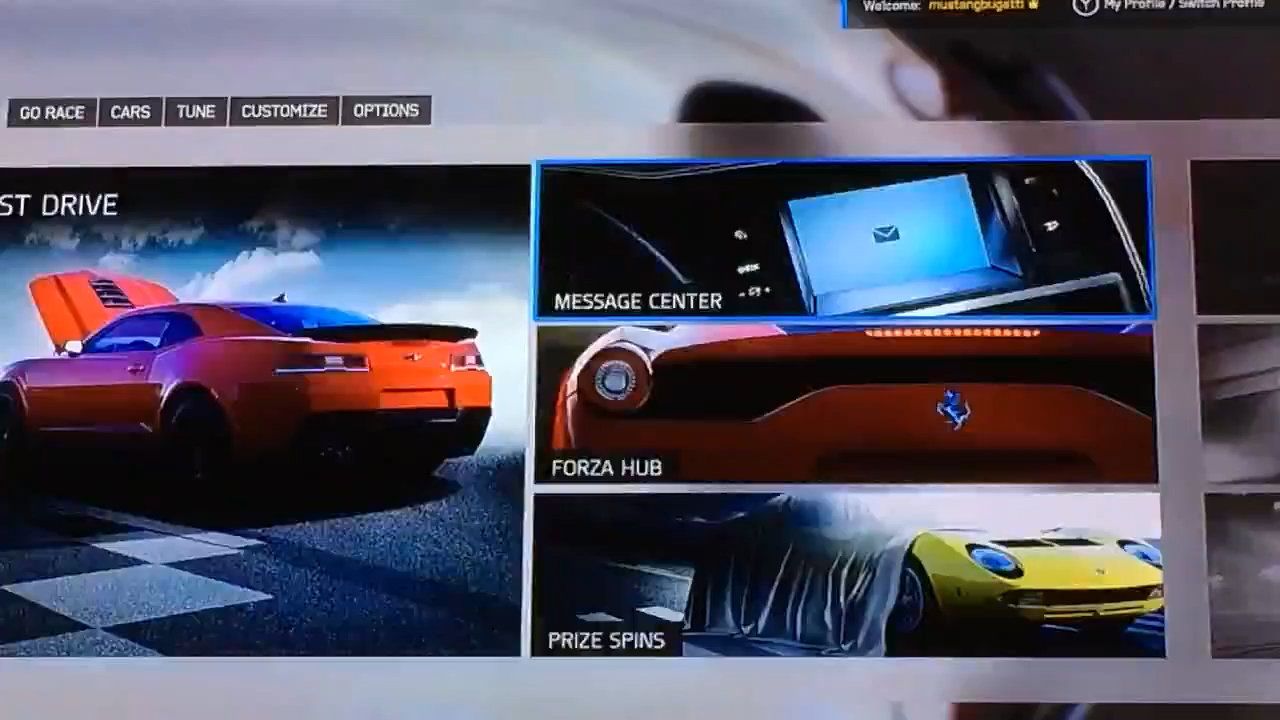 Welcome: mustangbugatti
Y My Profile / Switch Profile
GO RACE
CARS
TUNE
CUSTOMIZE
OPTIONS
ST DRIVE
MESSAGE CENTER
FORZA HUB
PRIZE SPINS